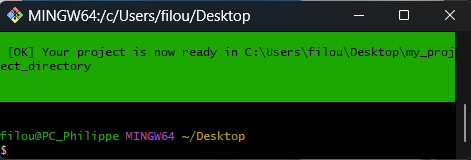 MINGW64:/c/Users/filou/Desktop
[OK] Your project is now ready in C:\Users\filou\Desktop\my_proj
ect_directory
filou@PC_Philippe MINGW64 ~/Desktop
$